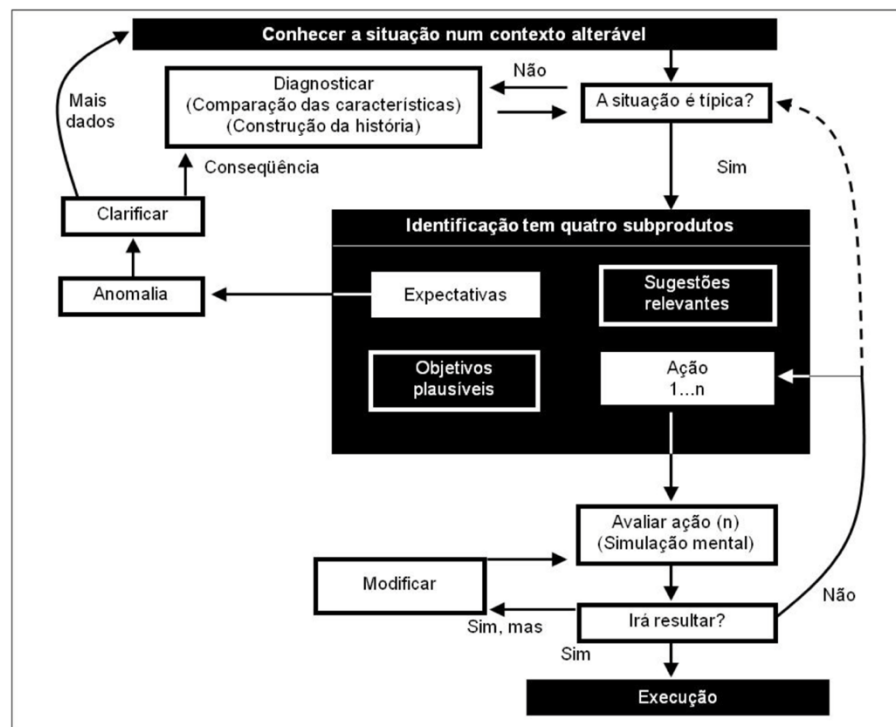 Conhecer a situação num contexto alterável
Mais
dados
Diagnosticar
(Comparação das características)
(Construção da história)
Não
A situação é típica?
Conseqüência
Sim
Clarificar
Identificação tem quatro subprodutos
Anomalia
Expectativas
Sugestões
relevantes
Objetivos
plausíveis
Ação
1...n
Avaliar ação (n)
(Simulação mental)
Modificar
Não
Irá resultar?
Sim, mas
Sim
Execução